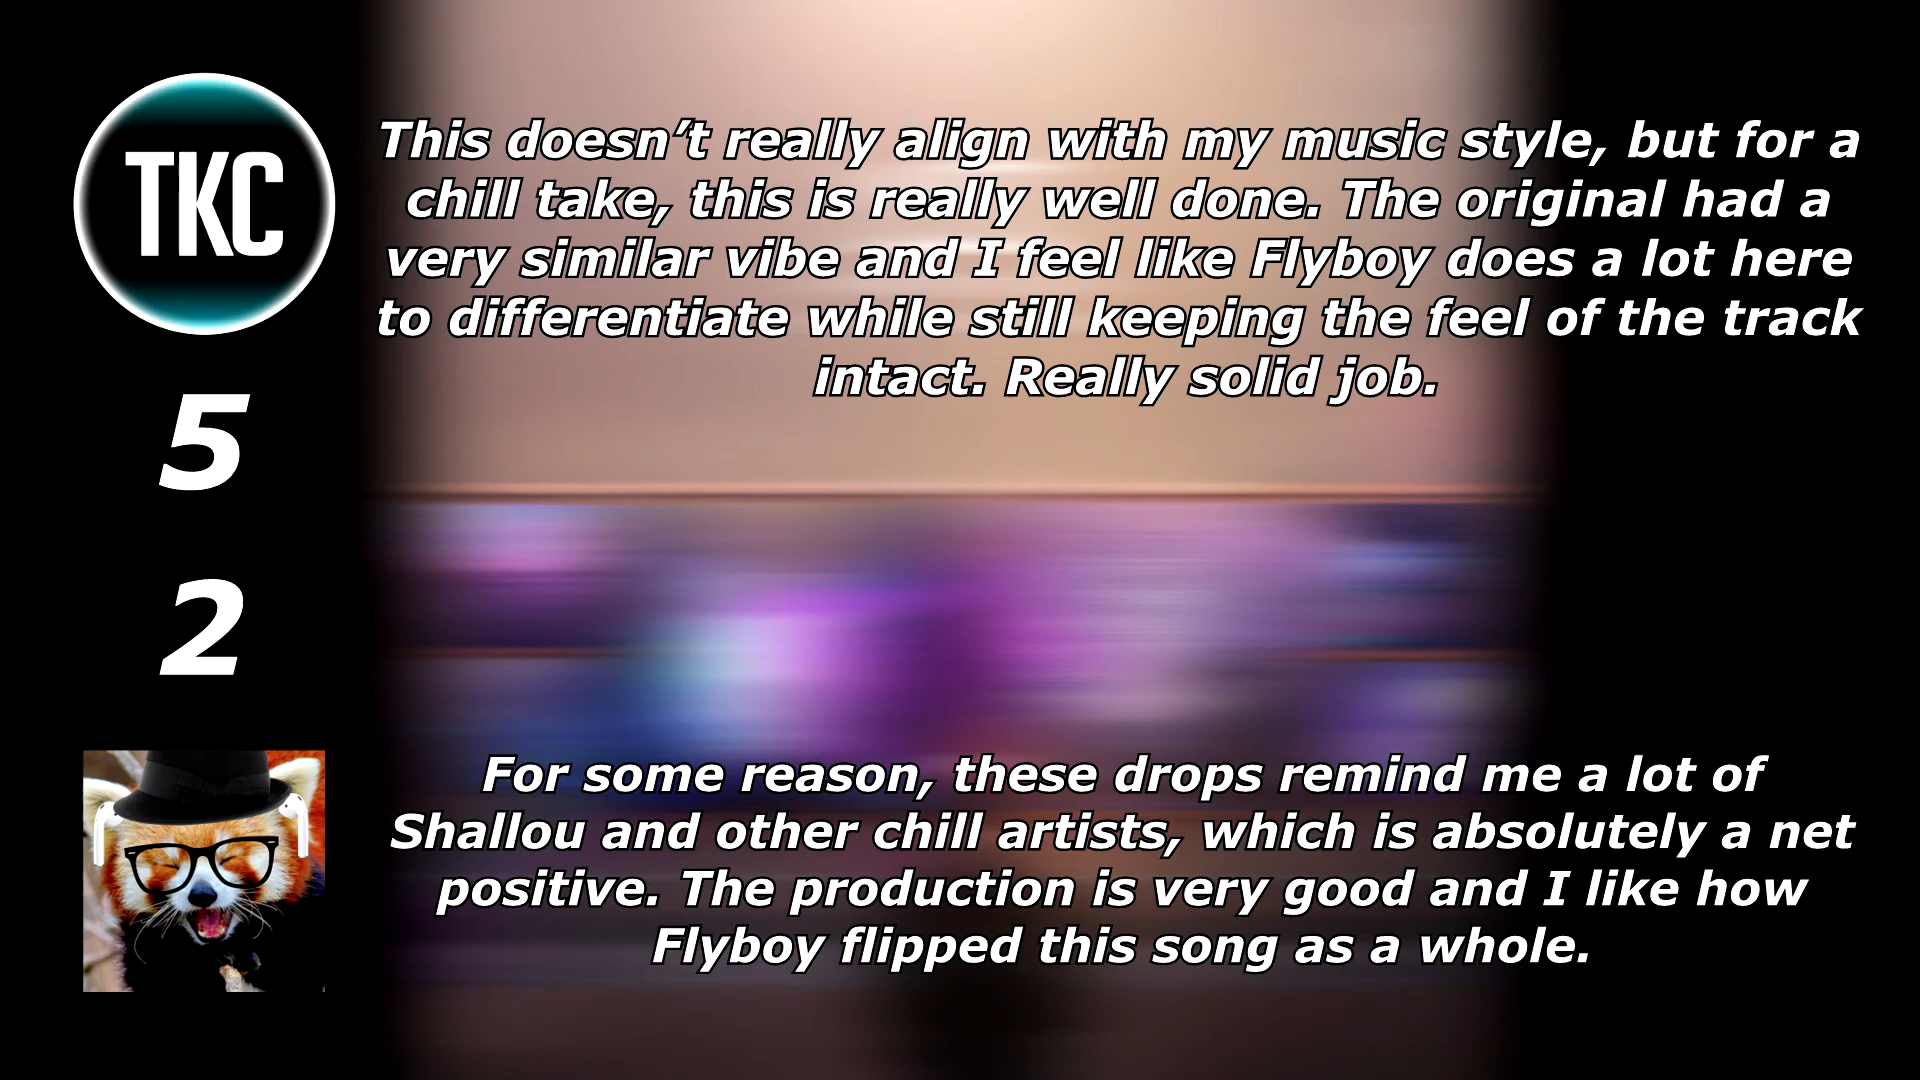 TKC
This doesn’t really align with my music style, but for a
chill take, this is really well done. The original had a
very similar vibe and I feel like Flyboy does a lot here
to differentiate while still keeping the feel of the track
intact. Really solid job.
5
2
For some reason, these drops remind me a lot of
Shallou and other chill artists, which is absolutely a net
positive. The production is very good and I like how
Flyboy flipped this song as a whole.